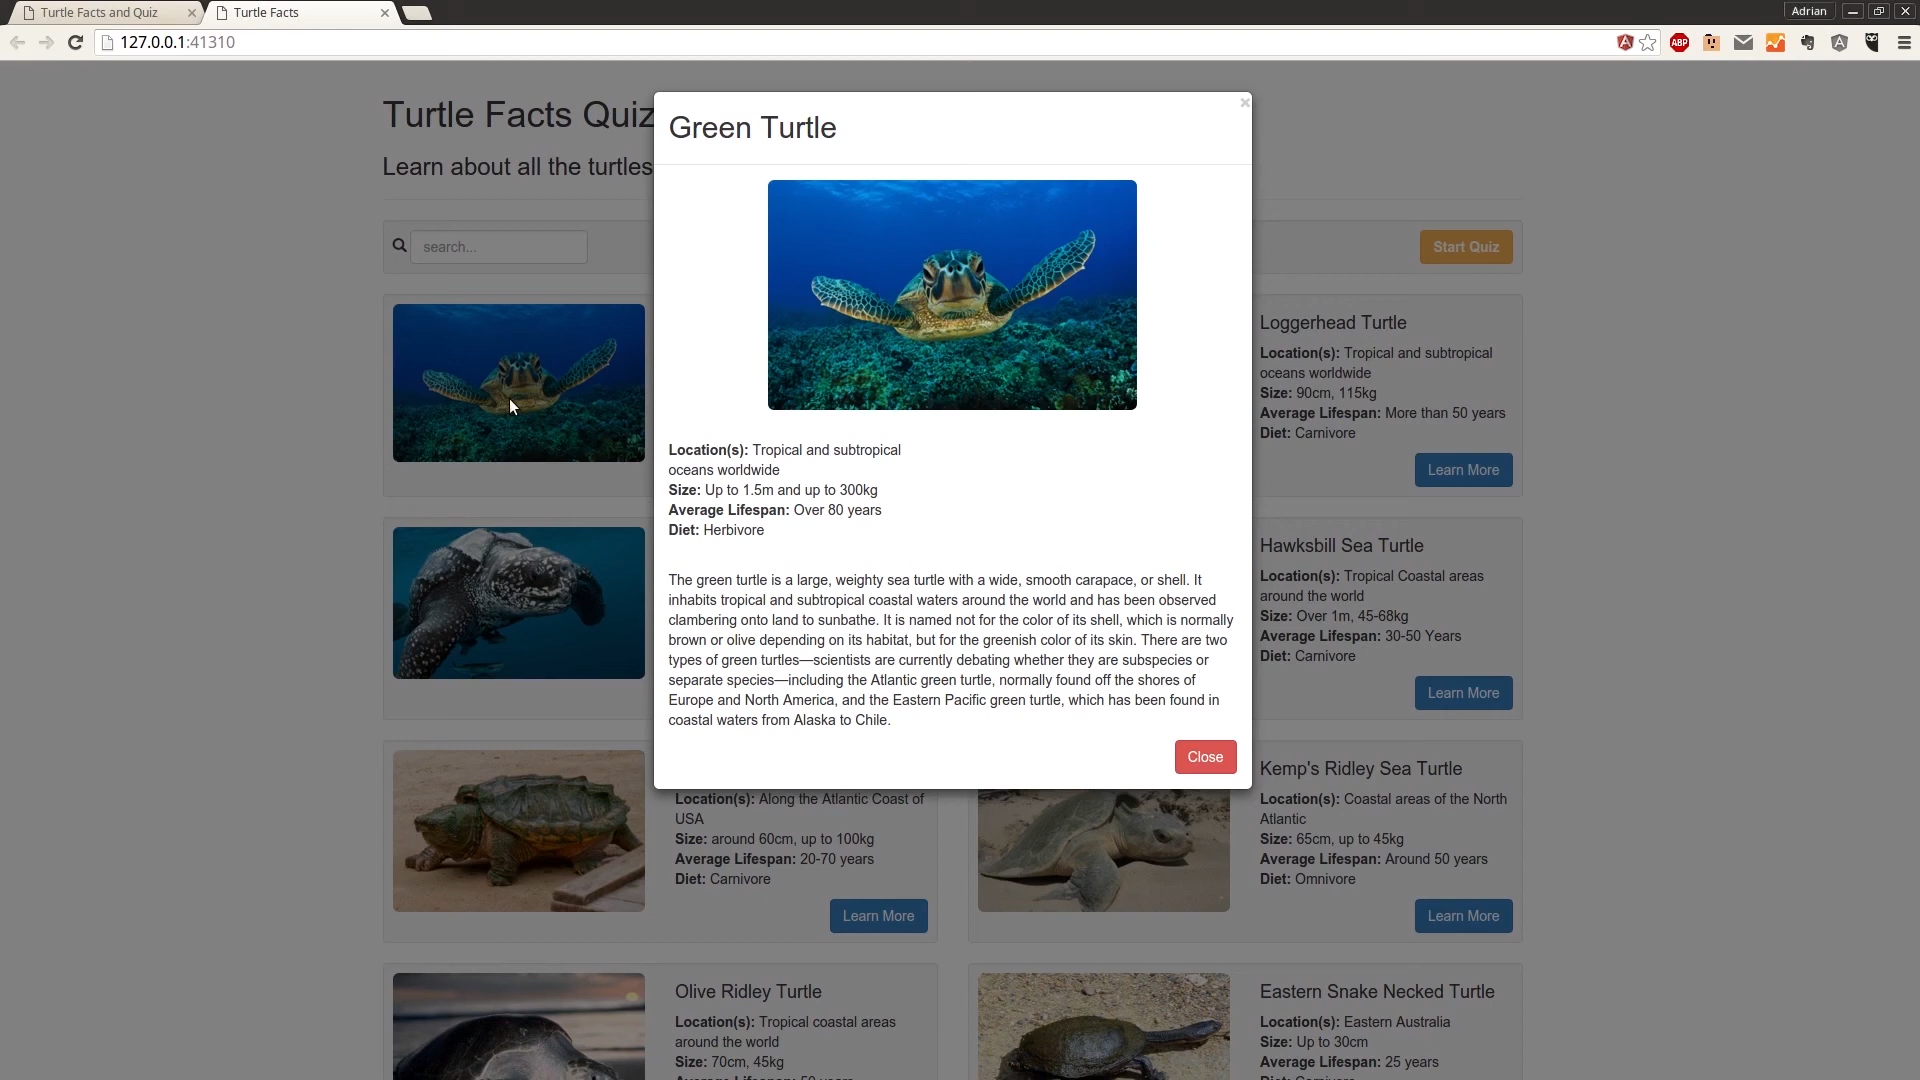 Turtle Facts and Quiz
Turtle Facts
Adrian
127.0.0.1:41310
ABP
Turtle Facts Quiz
Learn about all the turtles
search...
Start Quiz
Green Turtle
Location(s): Tropical and subtropical
oceans worldwide
Size: Up to 1.5m and up to 300kg
Average Lifespan: Over 80 years
Diet: Herbivore
The green turtle is a large, weighty sea turtle with a wide, smooth carapace, or shell. It
inhabits tropical and subtropical coastal waters around the world and has been observed
clambering onto land to sunbathe. It is named not for the color of its shell, which is normally
brown or olive depending on its habitat, but for the greenish color of its skin. There are two
types of green turtles—scientists are currently debating whether they are subspecies or
separate species—including the Atlantic green turtle, normally found off the shores of
Europe and North America, and the Eastern Pacific green turtle, which has been found in
coastal waters from Alaska to Chile.
Close
Loggerhead Turtle
Location(s): Tropical and subtropical
oceans worldwide
Size: 90cm, 115kg
Average Lifespan: More than 50 years
Diet: Carnivore
Learn More
Hawksbill Sea Turtle
Location(s): Tropical Coastal areas
around the world
Size: Over 1m, 45-68kg
Average Lifespan: 30-50 Years
Diet: Carnivore
Learn More
Location(s): Along the Atlantic Coast of
USA
Size: around 60cm, up to 100kg
Average Lifespan: 20-70 years
Diet: Carnivore
Learn More
Kemp's Ridley Sea Turtle
Location(s): Coastal areas of the North
Atlantic
Size: 65cm, up to 45kg
Average Lifespan: Around 50 years
Diet: Omnivore
Learn More
Olive Ridley Turtle
Location(s): Tropical coastal areas
around the world
Size: 70cm, 45kg
Eastern Snake Necked Turtle
Location(s): Eastern Australia
Size: Up to 30cm
Average Lifespan: 25 years